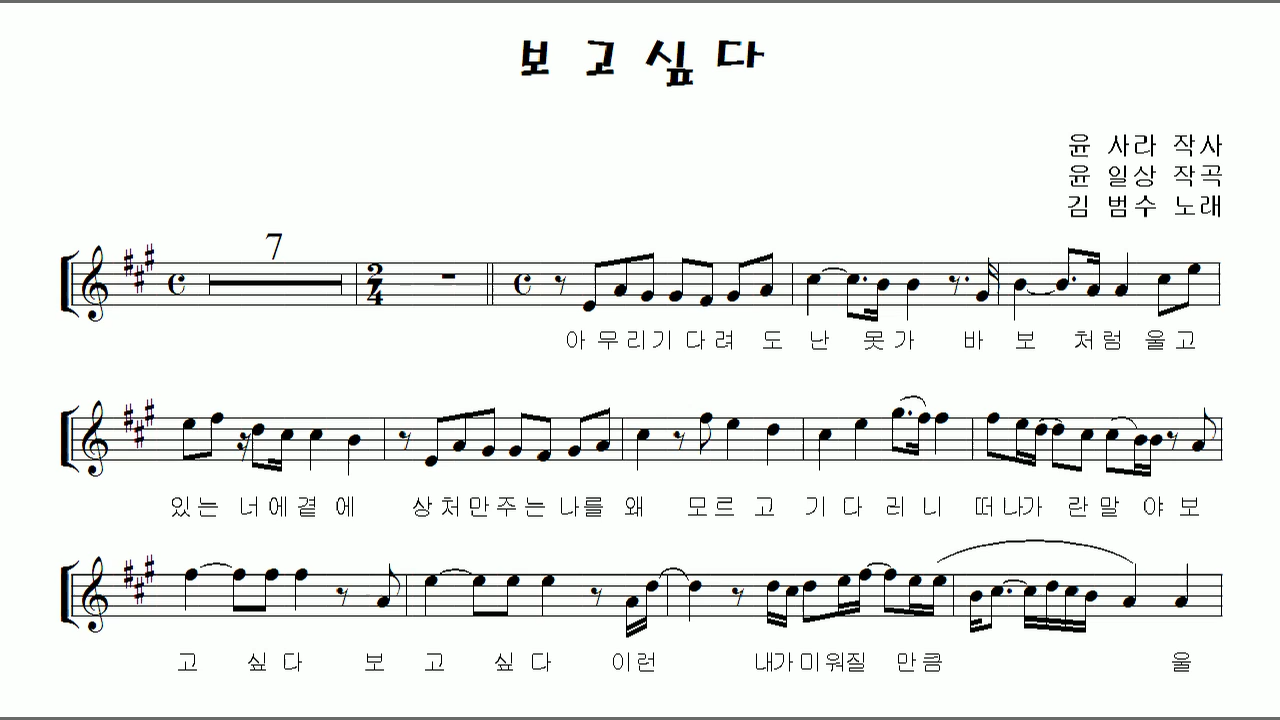 보 고 싶 다
윤 사라 작사
윤 일상 작곡
김 범수 노래
7
2
4
아 무 리 기 다 려 도 난 못 가 바 보 처 럼 울 고
있 는 너 에 곁 에 상 처 만 주 는 나 를 왜 모 르 고 기 다 려 니 떠 나가 란 말 야 보
고 싶 다 보 고 싶 다 이 런 내가 미 워질 만 큼 울